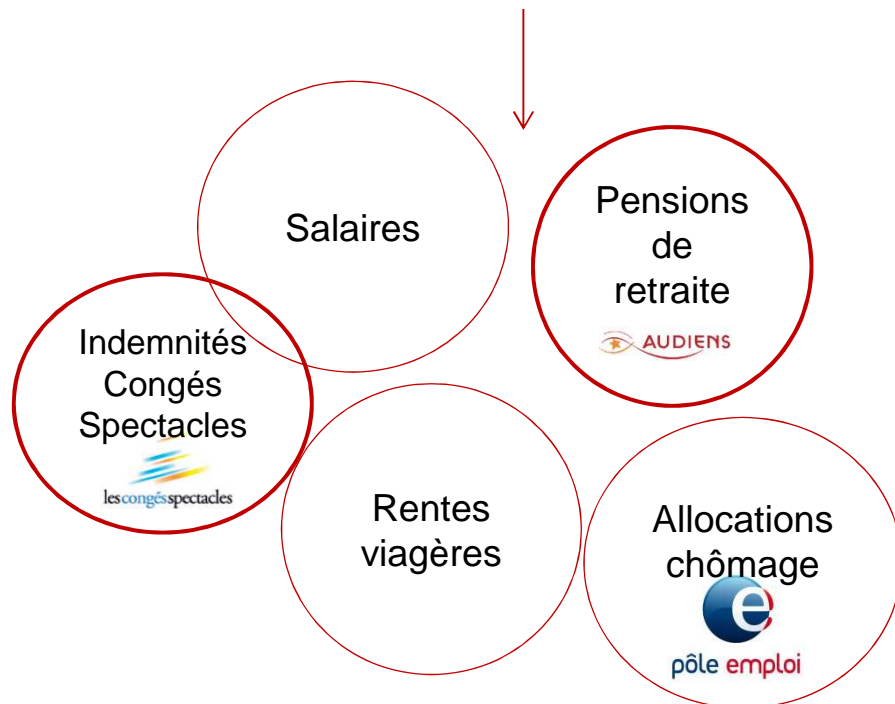 Salaires
Pensions
de
retraite
AUDIENS
Indemnités
Congés
Spectacles
lescongésspectacles
Rentes
viagères
Allocations
chômage
e
pôle emploi